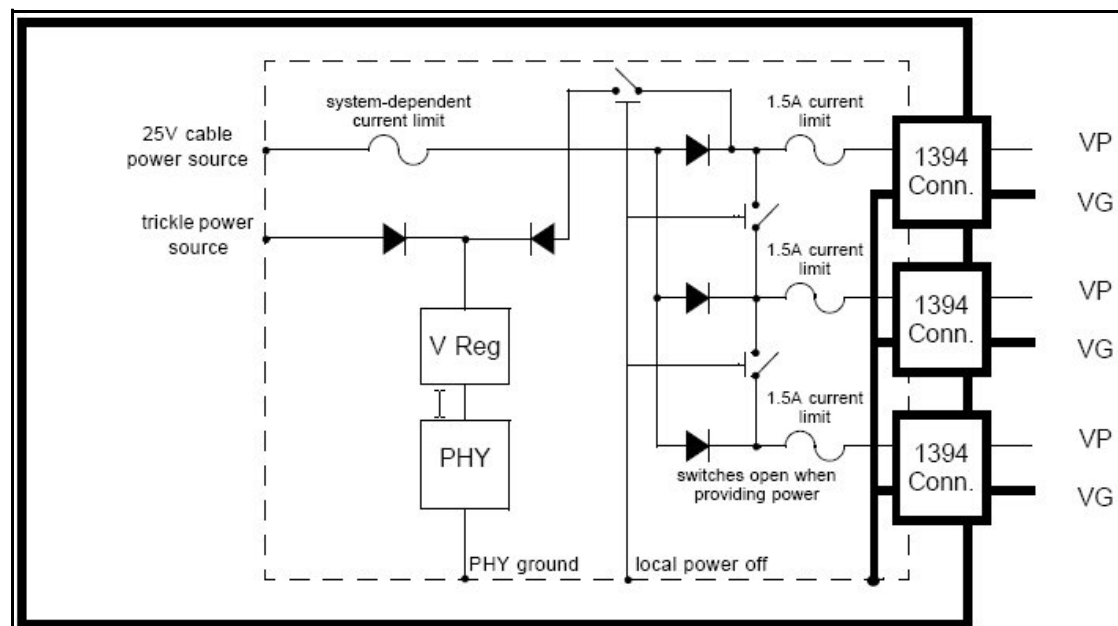 system-dependent
current limit
25V cable
power source
trickle power
source
1.5A current
limit
1394
Conn.
VP
VG
1.5A current
limit
1394
Conn.
VP
VG
V Reg
PHY
1.5A current
limit
1394
Conn.
VP
VG
switches open when
providing power
PHY ground
local power off